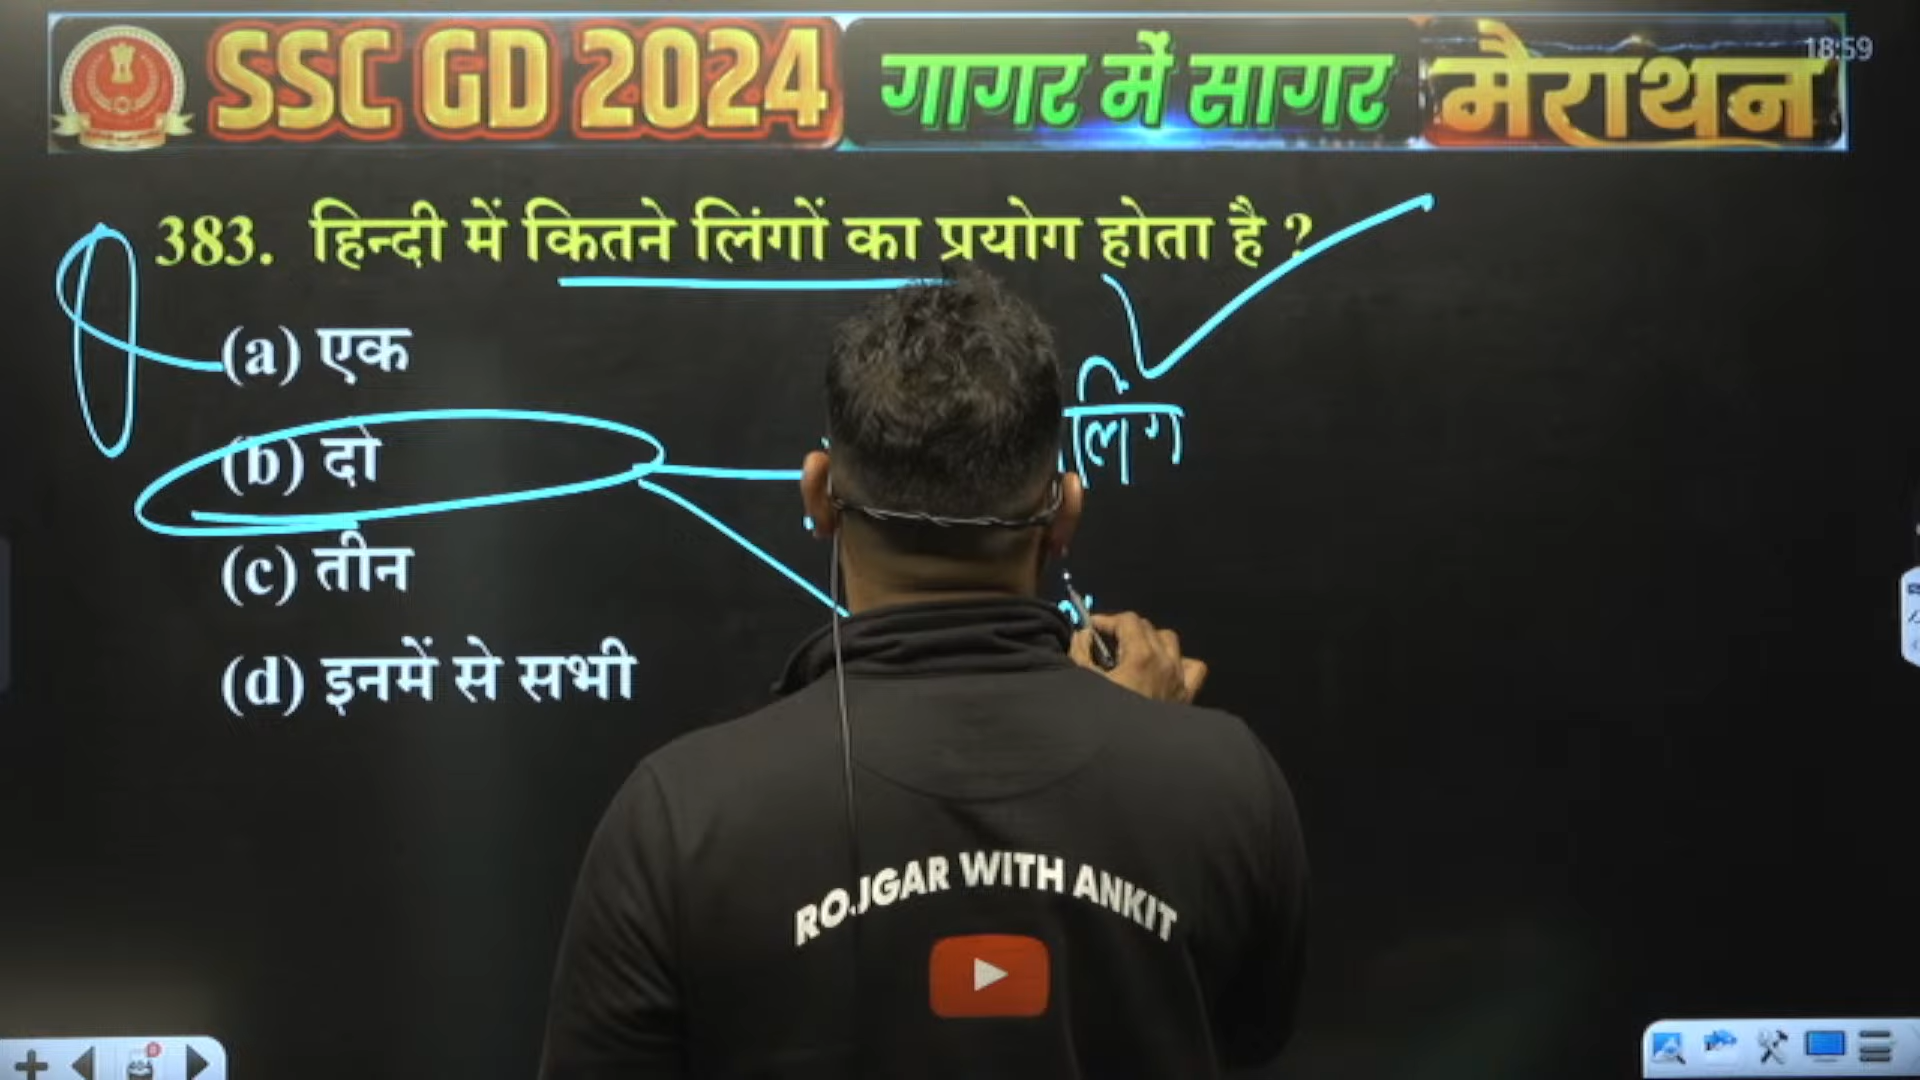 SSC GD 2024 गागर में सागर मैराथन
18:59
383. हिन्दी में कितने लिंगों का प्रयोग होता है ?
(a) एक
(b) दो
लिंग
(c) तीन
(d) इनमें से सभी
ROJGAR WITH ANKIT